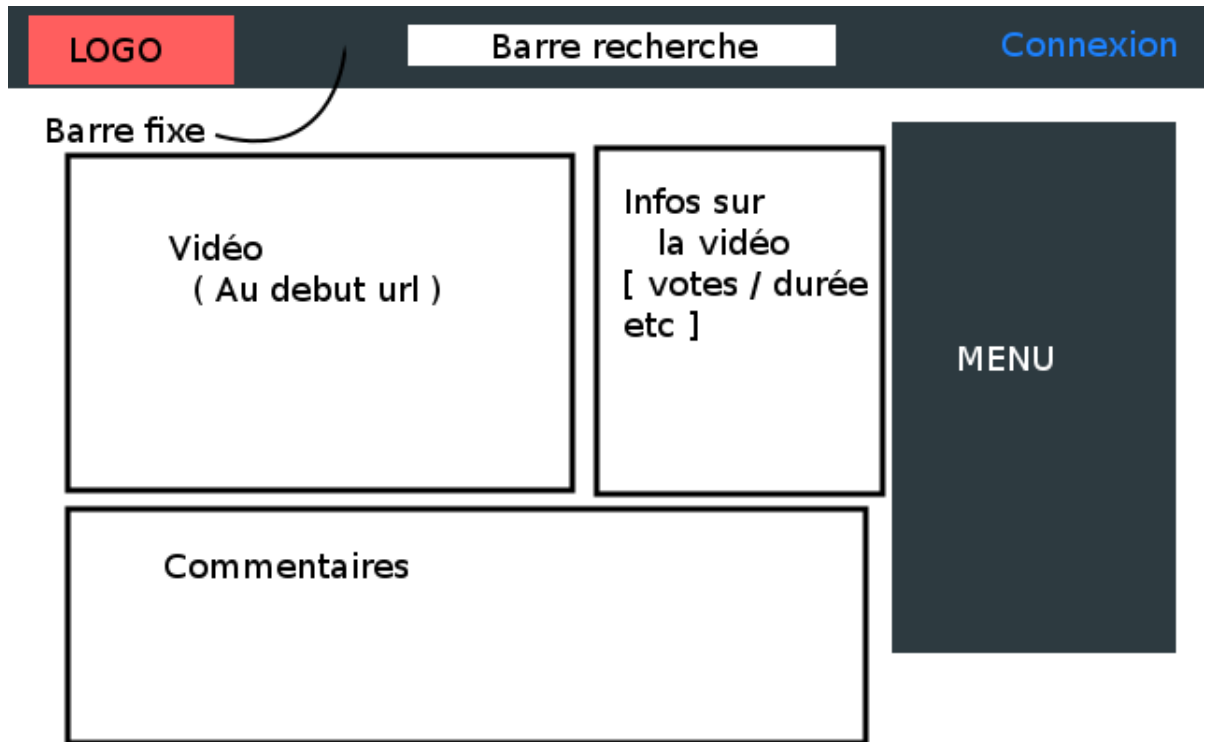 LOGO
Barre recherche
Connexion
Barre fixe
Vidéo
( Au debut url )
Infos sur
la vidéo
[ votes / durée
etc ]
MENU
Commentaires